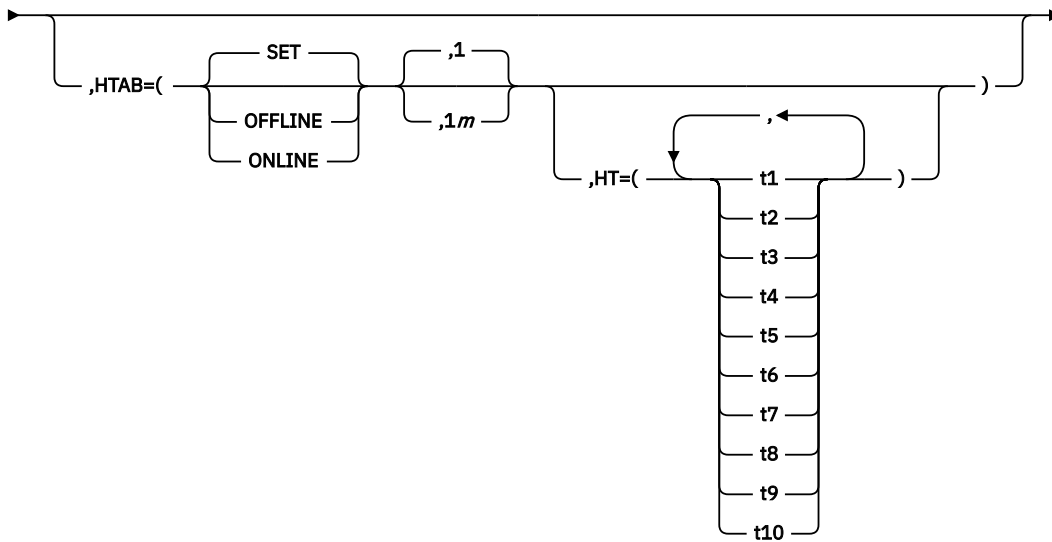 SET
,1
,HTAB=(
)
OFFLINE
,1m
ONLINE
,
,HT=(
t1
)
t2
t3
t4
t5
t6
t7
t8
t9
t10